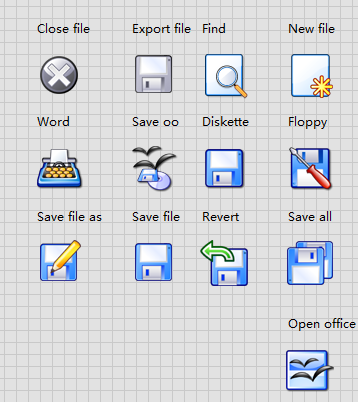 Close file Export file Find New file
Word Save oo Diskette Floppy
Save file as Save file Revert Save all
Open office